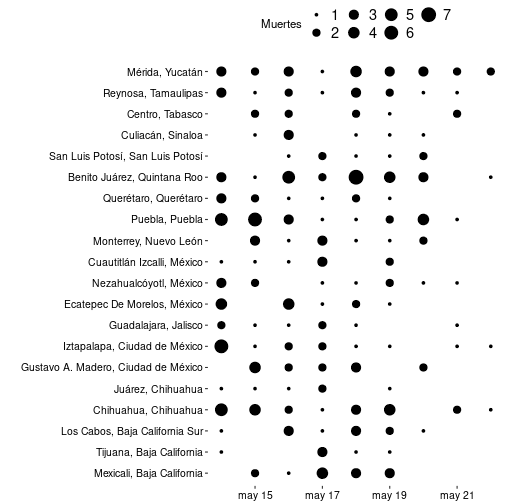 Muertes 1 3 5 7
2 4 6
Mérida, Yucatán
Reynosa, Tamaulipas
Centro, Tabasco
Culiacán, Sinaloa
San Luis Potosí, San Luis Potosí
Benito Juárez, Quintana Roo
Querétaro, Querétaro
Puebla, Puebla
Monterrey, Nuevo León
Cuautitlán Izcalli, México
Nezahualcóyotl, México
Ecatepec De Morelos, México
Guadalajara, Jalisco
Iztapalapa, Ciudad de México
Gustavo A. Madero, Ciudad de México
Juárez, Chihuahua
Chihuahua, Chihuahua
Los Cabos, Baja California Sur
Tijuana, Baja California
Mexicali, Baja California
may 15 may 17 may 19 may 21